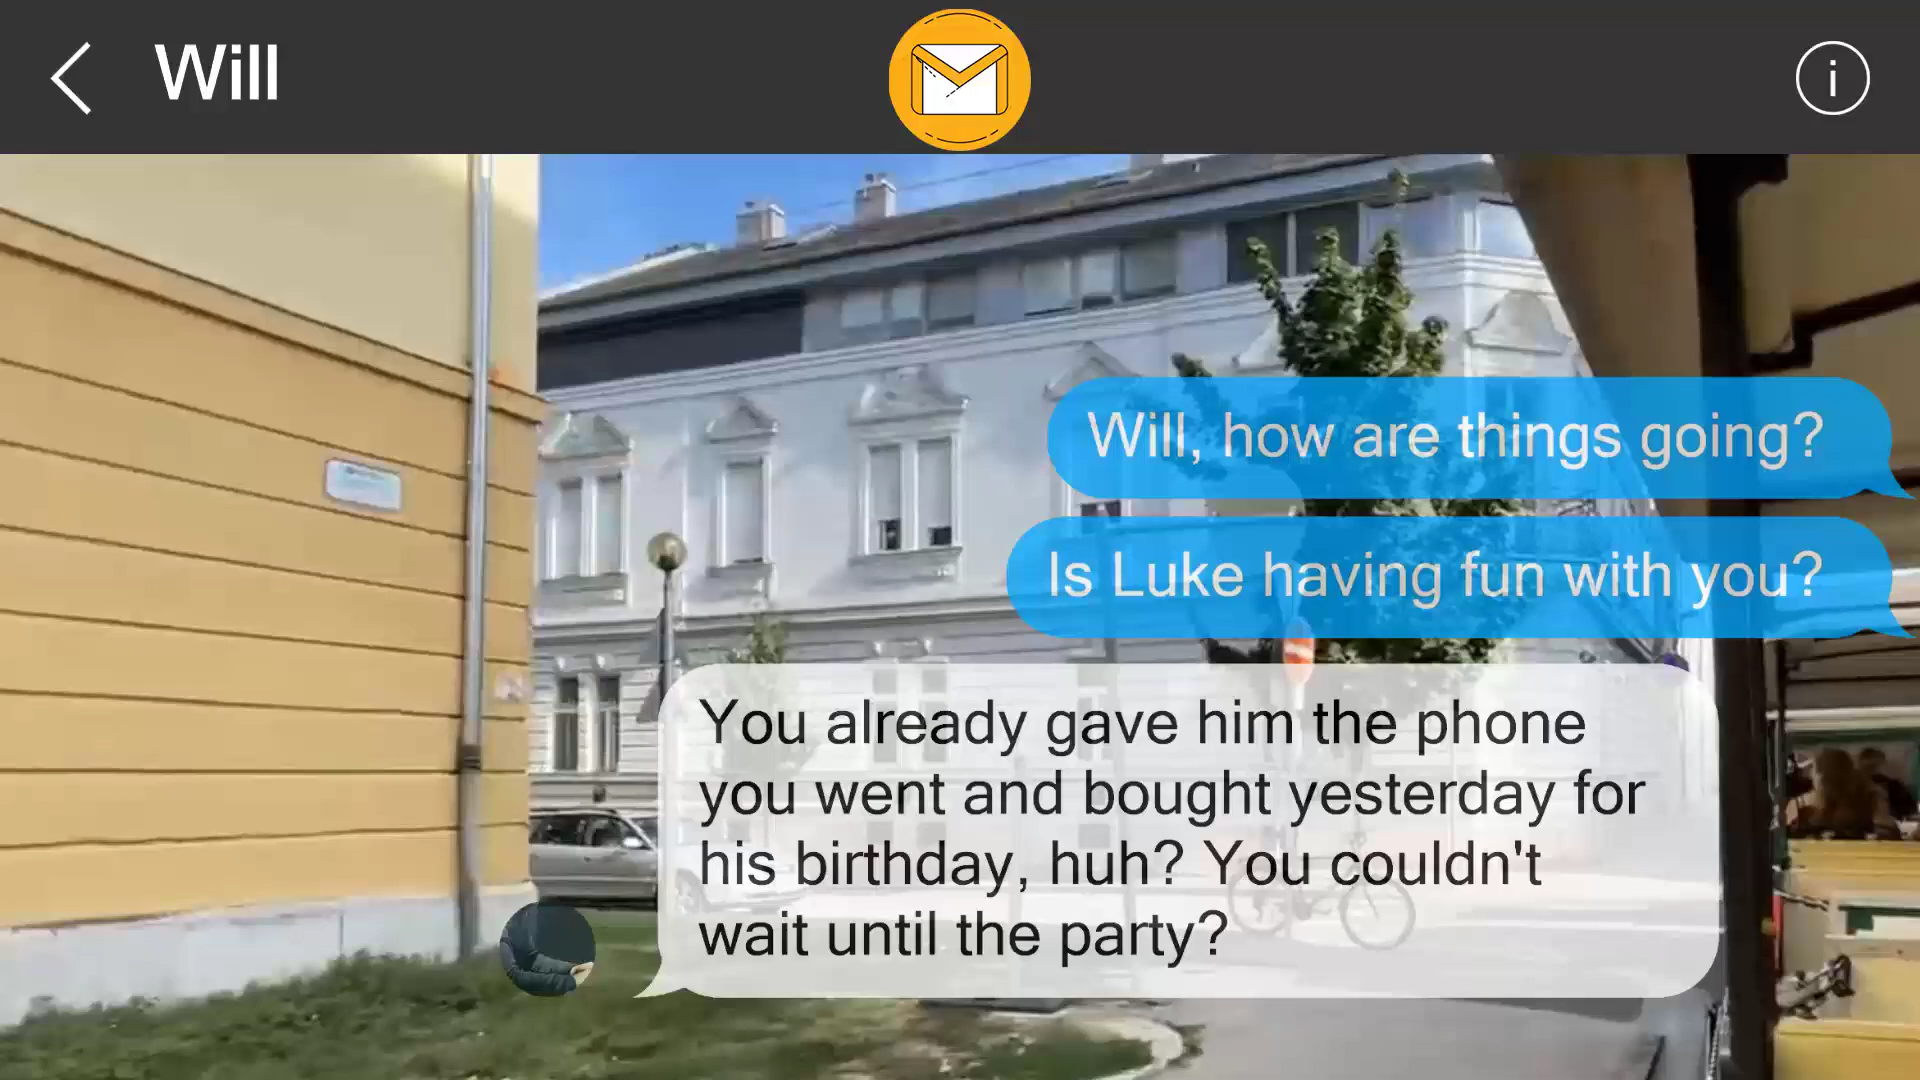 Will
Will, how are things going?
Is Luke having fun with you?
You already gave him the phone
you went and bought yesterday for
his birthday, huh? You couldn't
wait until the party?